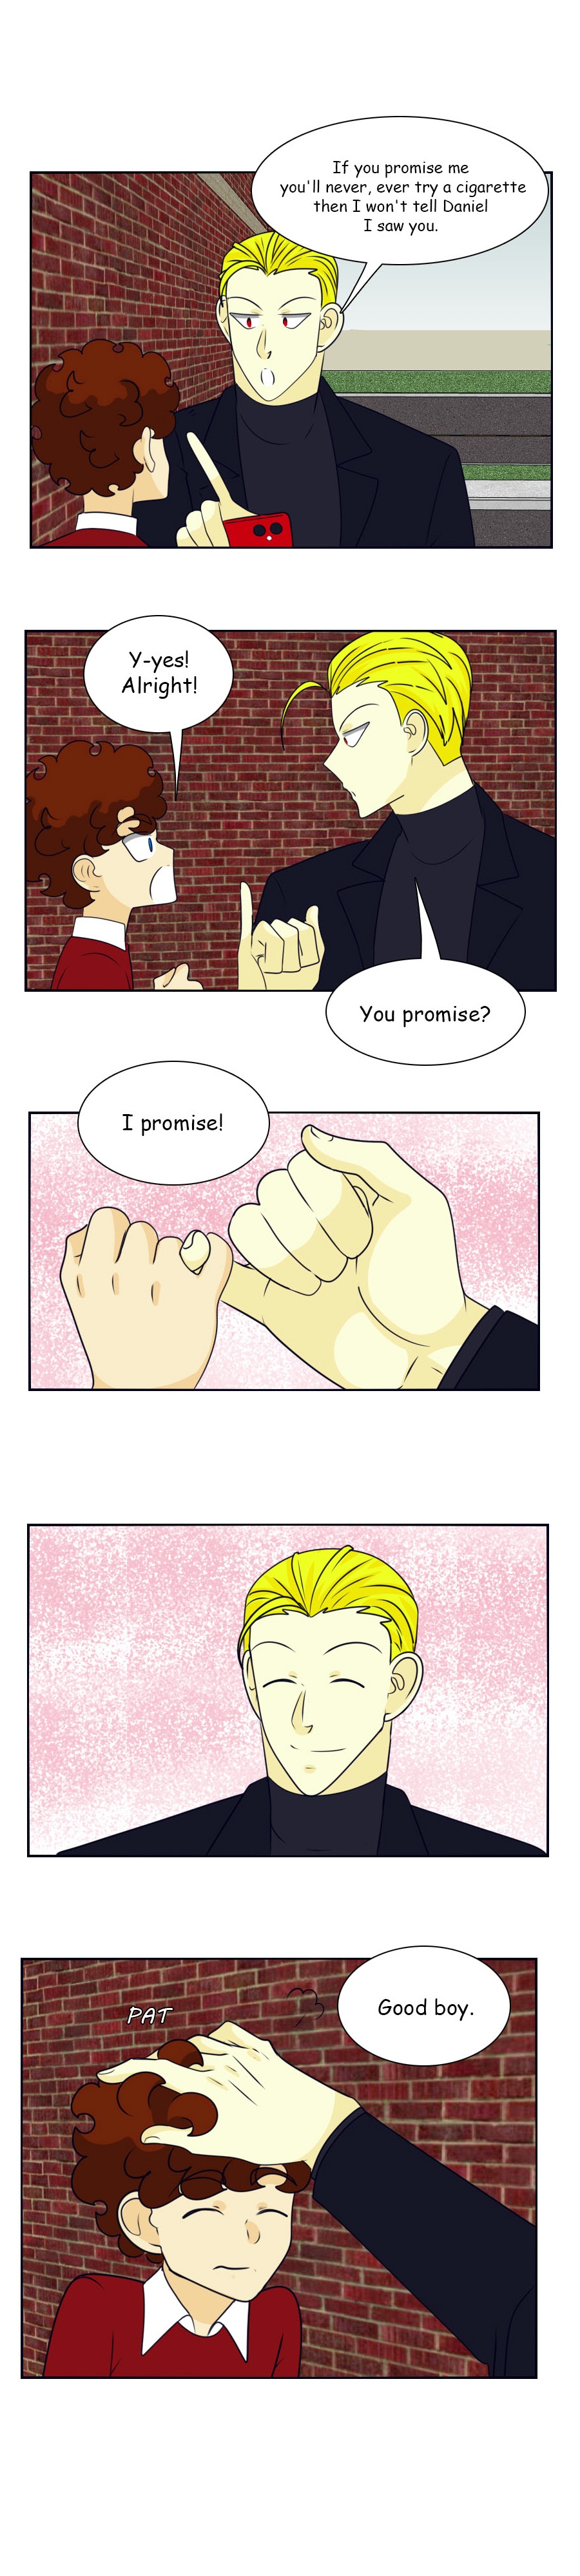 If you promise me
you'll never, ever try a cigarette
then I won't tell Daniel
I saw you.
Y-yes!
Alright!
You promise?
I promise!
Good boy.
PAT